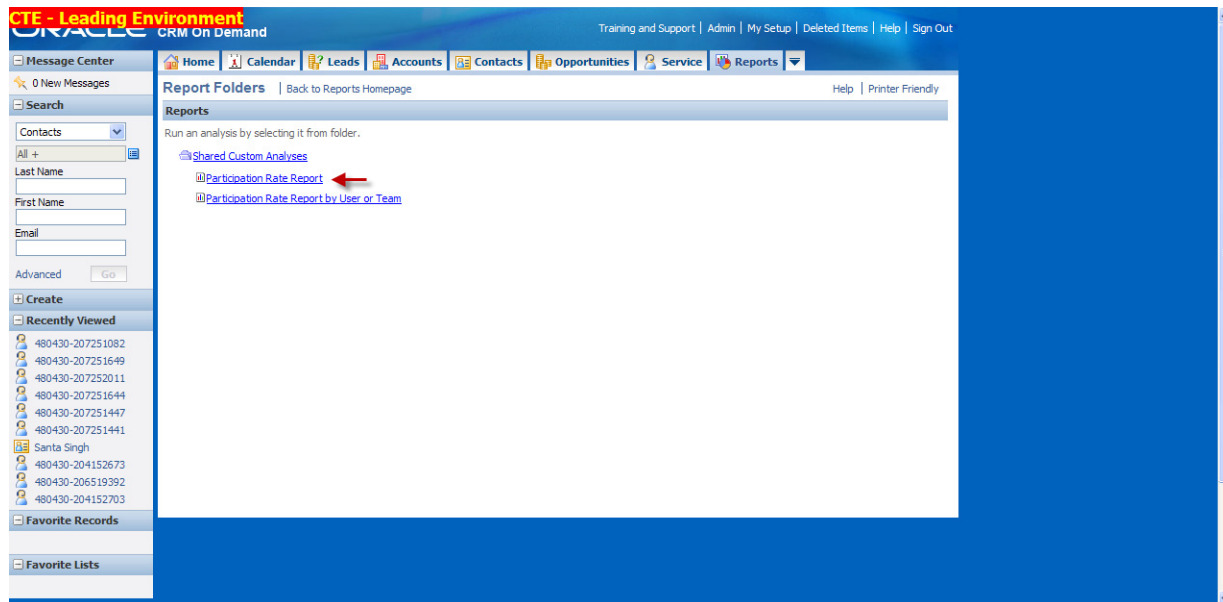 CTE - Leading Environment
ORACLE CRM On Demand
Training and Support | Admin | My Setup | Deleted Items | Help | Sign Out
Message Center
0 New Messages
Search
Contacts
All +
Last Name
First Name
Email
Advanced Go
Create
Recently Viewed
480430-207251082
480430-207251649
480430-207252011
480430-207251644
480430-207251447
480430-207251441
Santa Singh
480430-204152673
480430-206519392
480430-204152703
Favorite Records
Favorite Lists
Home Calendar Leads Accounts Contacts Opportunities Service Reports
Report Folders | Back to Reports Homepage Help | Printer Friendly
Reports
Run an analysis by selecting it from folder.
Shared Custom Analyses
Participation Rate Report
Participation Rate Report by User or Team